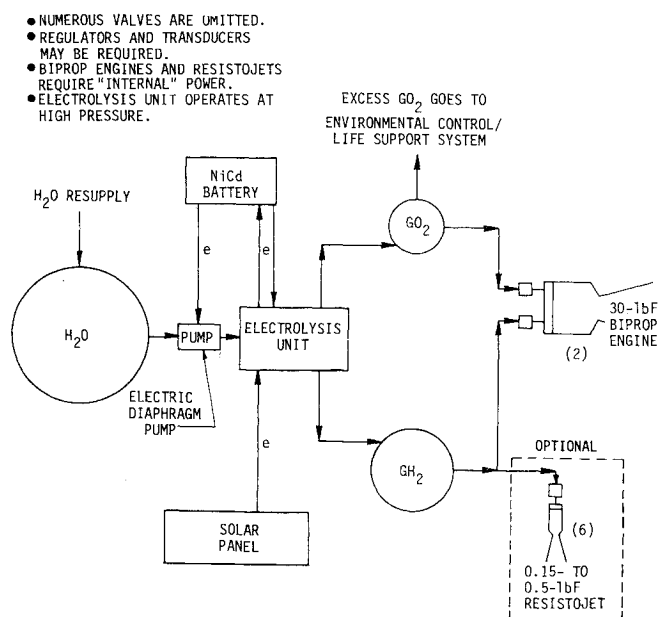 ● NUMEROUS VALVES ARE OMITTED.
● REGULATORS AND TRANSDUCERS
MAY BE REQUIRED.
● BIPROP ENGINES AND RESISTOJETS
REQUIRE "INTERNAL" POWER.
● ELECTROLYSIS UNIT OPERATES AT
HIGH PRESSURE.
EXCESS GO₂ GOES TO
ENVIRONMENTAL CONTROL/
LIFE SUPPORT SYSTEM
NiCd
BATTERY
H₂O RESUPPLY
GO₂
e
e
H₂O
PUMP
ELECTROLYSIS
UNIT
30-lbF
BIPROP
ENGINE
(2)
ELECTRIC
DIAPHRAGM
PUMP
e
OPTIONAL
GH₂
(6)
SOLAR
PANEL
0.15- TO
0.5-lbF
RESISTOJET